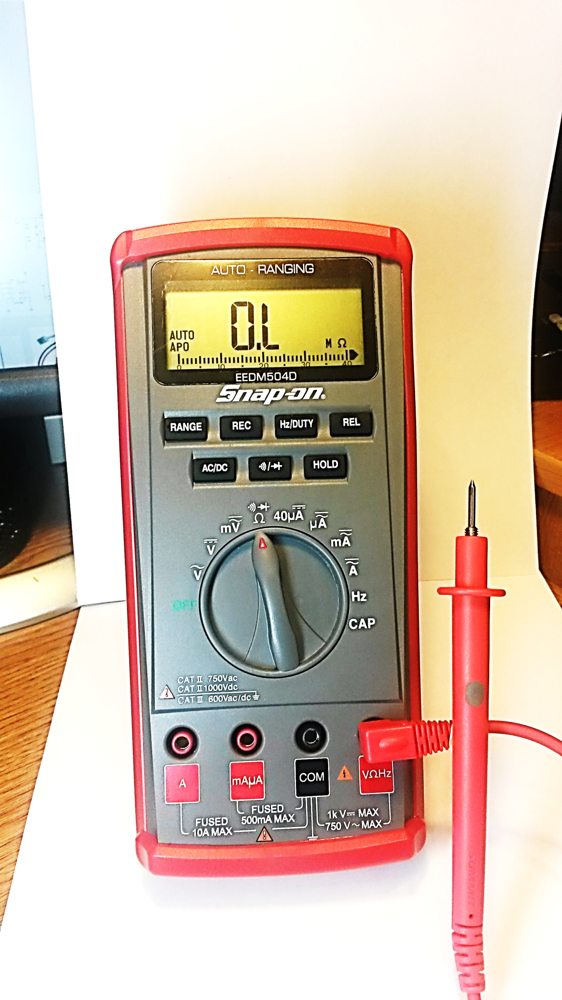 AUTO - RANGING
0.L
AUTO
APO
M Ω
0 10 20 30 40
EEDM504D
Snap-on®
RANGE REC Hz/DUTY REL
AC/DC HOLD
Ω 40µA µA
mV mA
V A
V Hz
OFF CAP
CAT II 750Vac
CAT II 1000Vdc
CAT III 600Vac/dc
A mAµA COM VΩHz
FUSED 10A MAX
FUSED 500mA MAX
1k V⎓ MAX
750 V~ MAX
SUMMIT